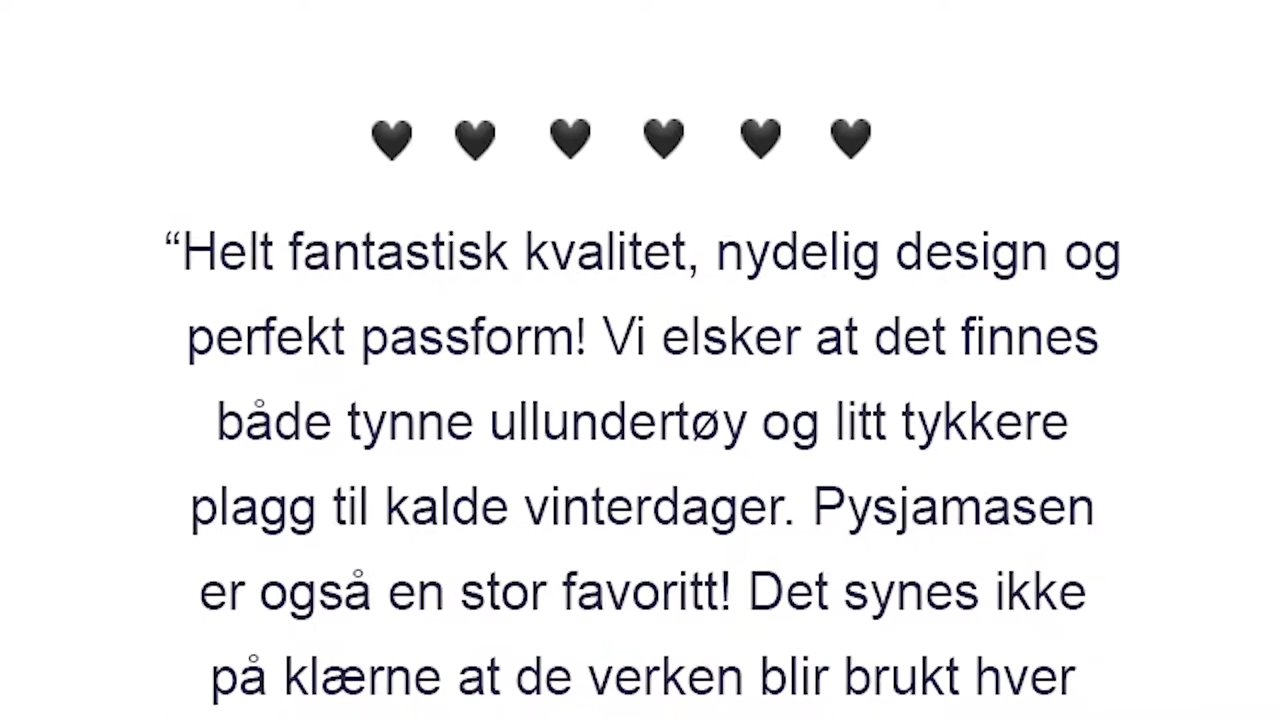 “Helt fantastisk kvalitet, nydelig design og
perfekt passform! Vi elsker at det finnes
både tynne ullundertøy og litt tykkere
plagg til kalde vinterdager. Pysjamasen
er også en stor favoritt! Det synes ikke
på klærne at de verken blir brukt hver